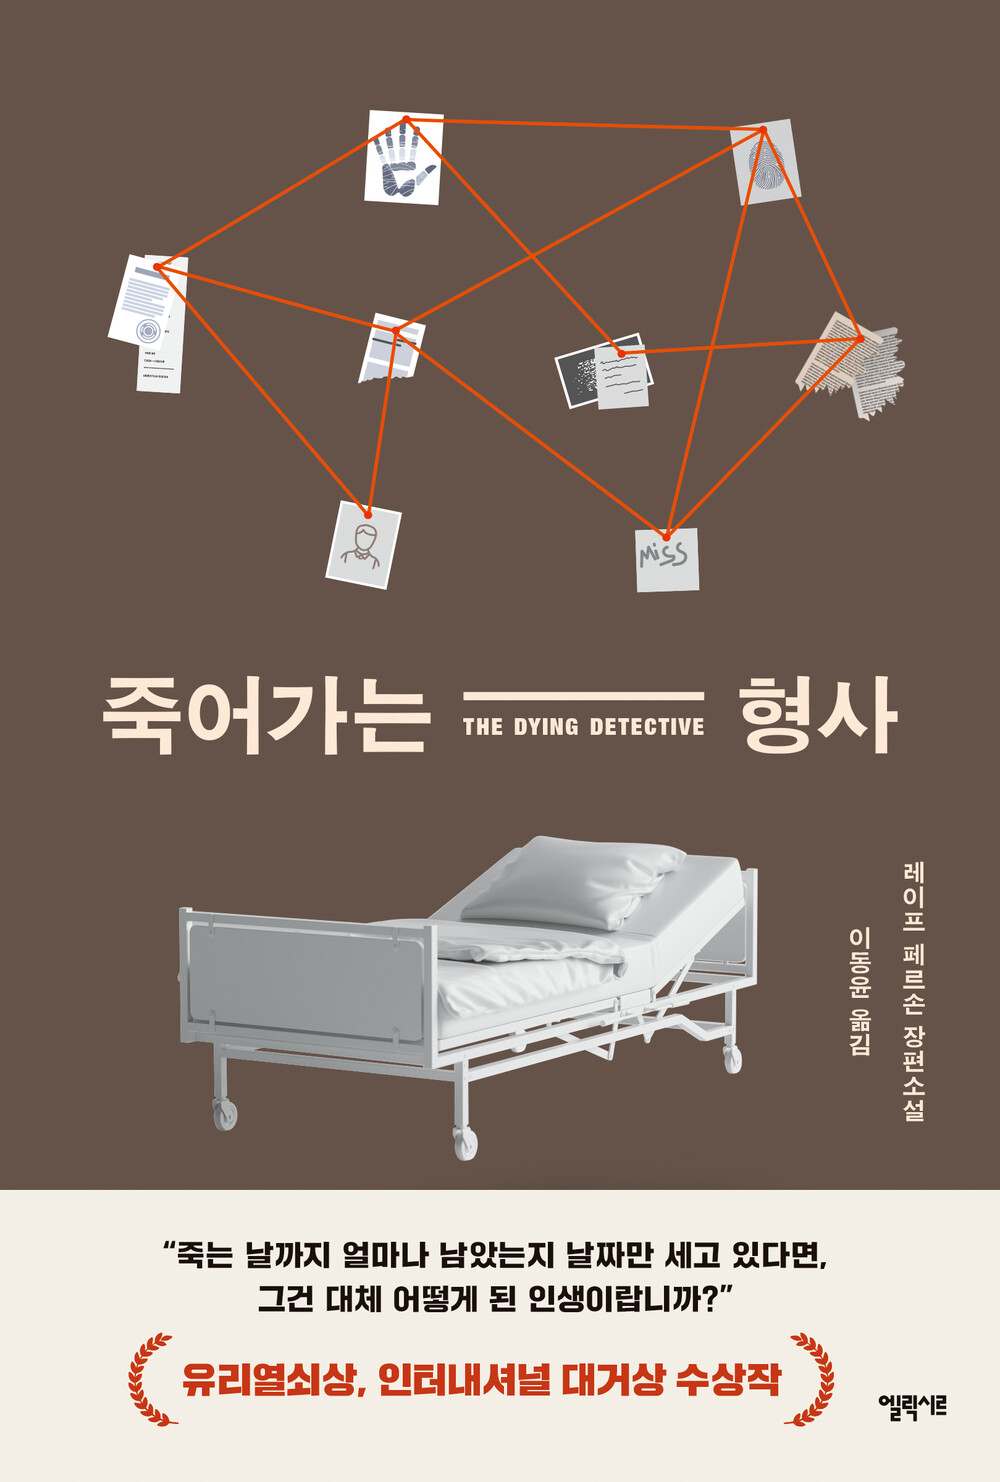 MiSS
죽어가는
THE DYING DETECTIVE
형사
레이프 페르손 장편소설
이동윤 옮김
“죽는 날까지 얼마나 남았는지 날짜만 세고 있다면,
그건 대체 어떻게 된 인생이랍니까?”
유리열쇠상, 인터내셔널 대거상 수상작
엘릭시르